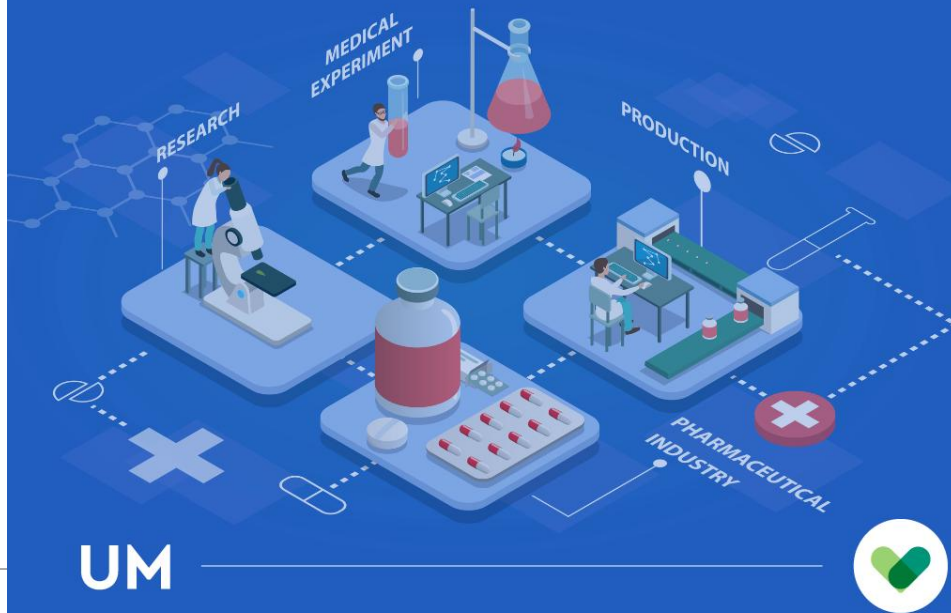 MEDICAL
EXPERIMENT
RESEARCH
PRODUCTION
PHARMACEUTICAL
INDUSTRY
UM